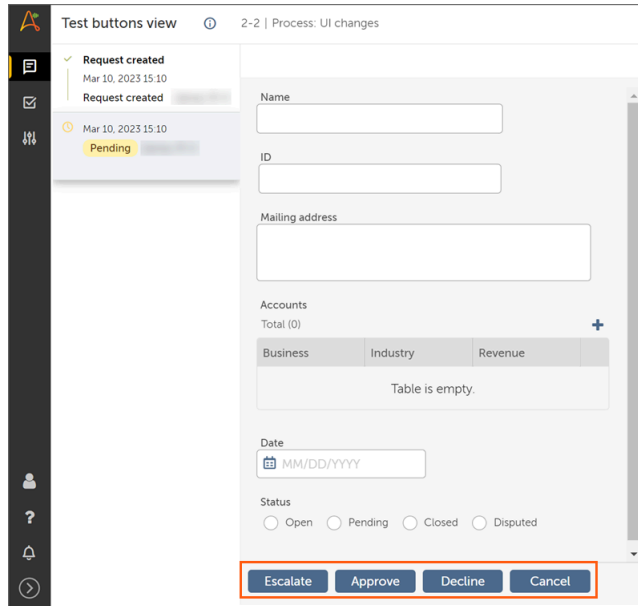 Test buttons view
2-2 | Process: UI changes
Request created
Mar 10, 2023 15:10
Request created
Mar 10, 2023 15:10
Pending
Name
ID
Mailing address
Accounts
Total (0)
Business Industry Revenue
Table is empty.
Date
MM/DD/YYYY
Status
Open Pending Closed Disputed
Escalate Approve Decline Cancel
?